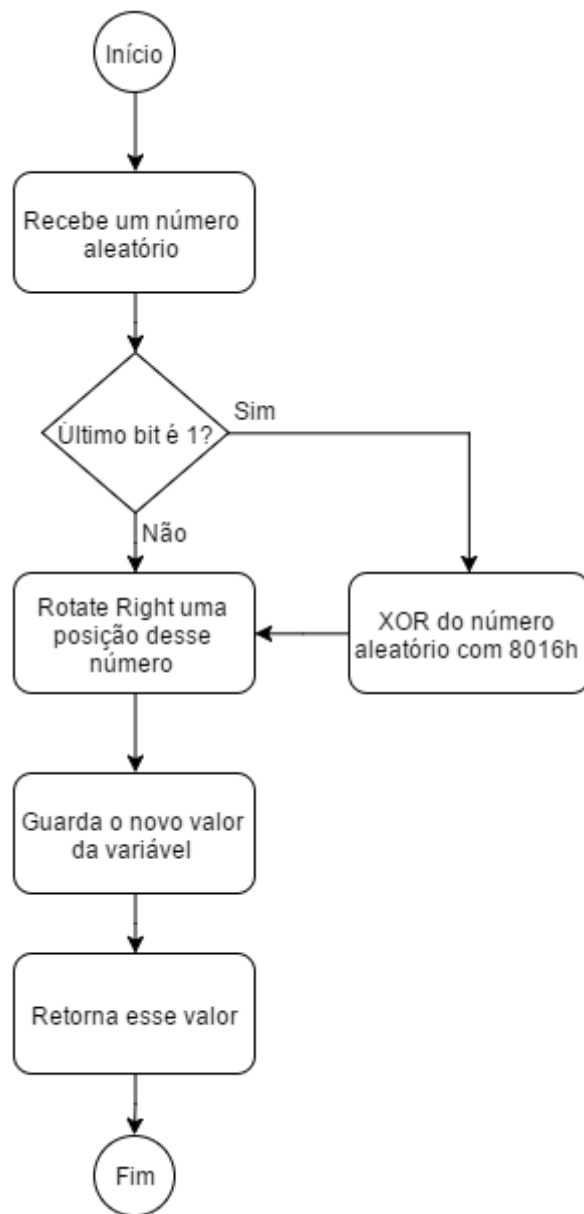 Início
Recebe um número
aleatório
Último bit é 1?
Sim
Não
Rotate Right uma
posição desse
número
XOR do número
aleatório com 8016h
Guarda o novo valor
da variável
Retorna esse valor
Fim